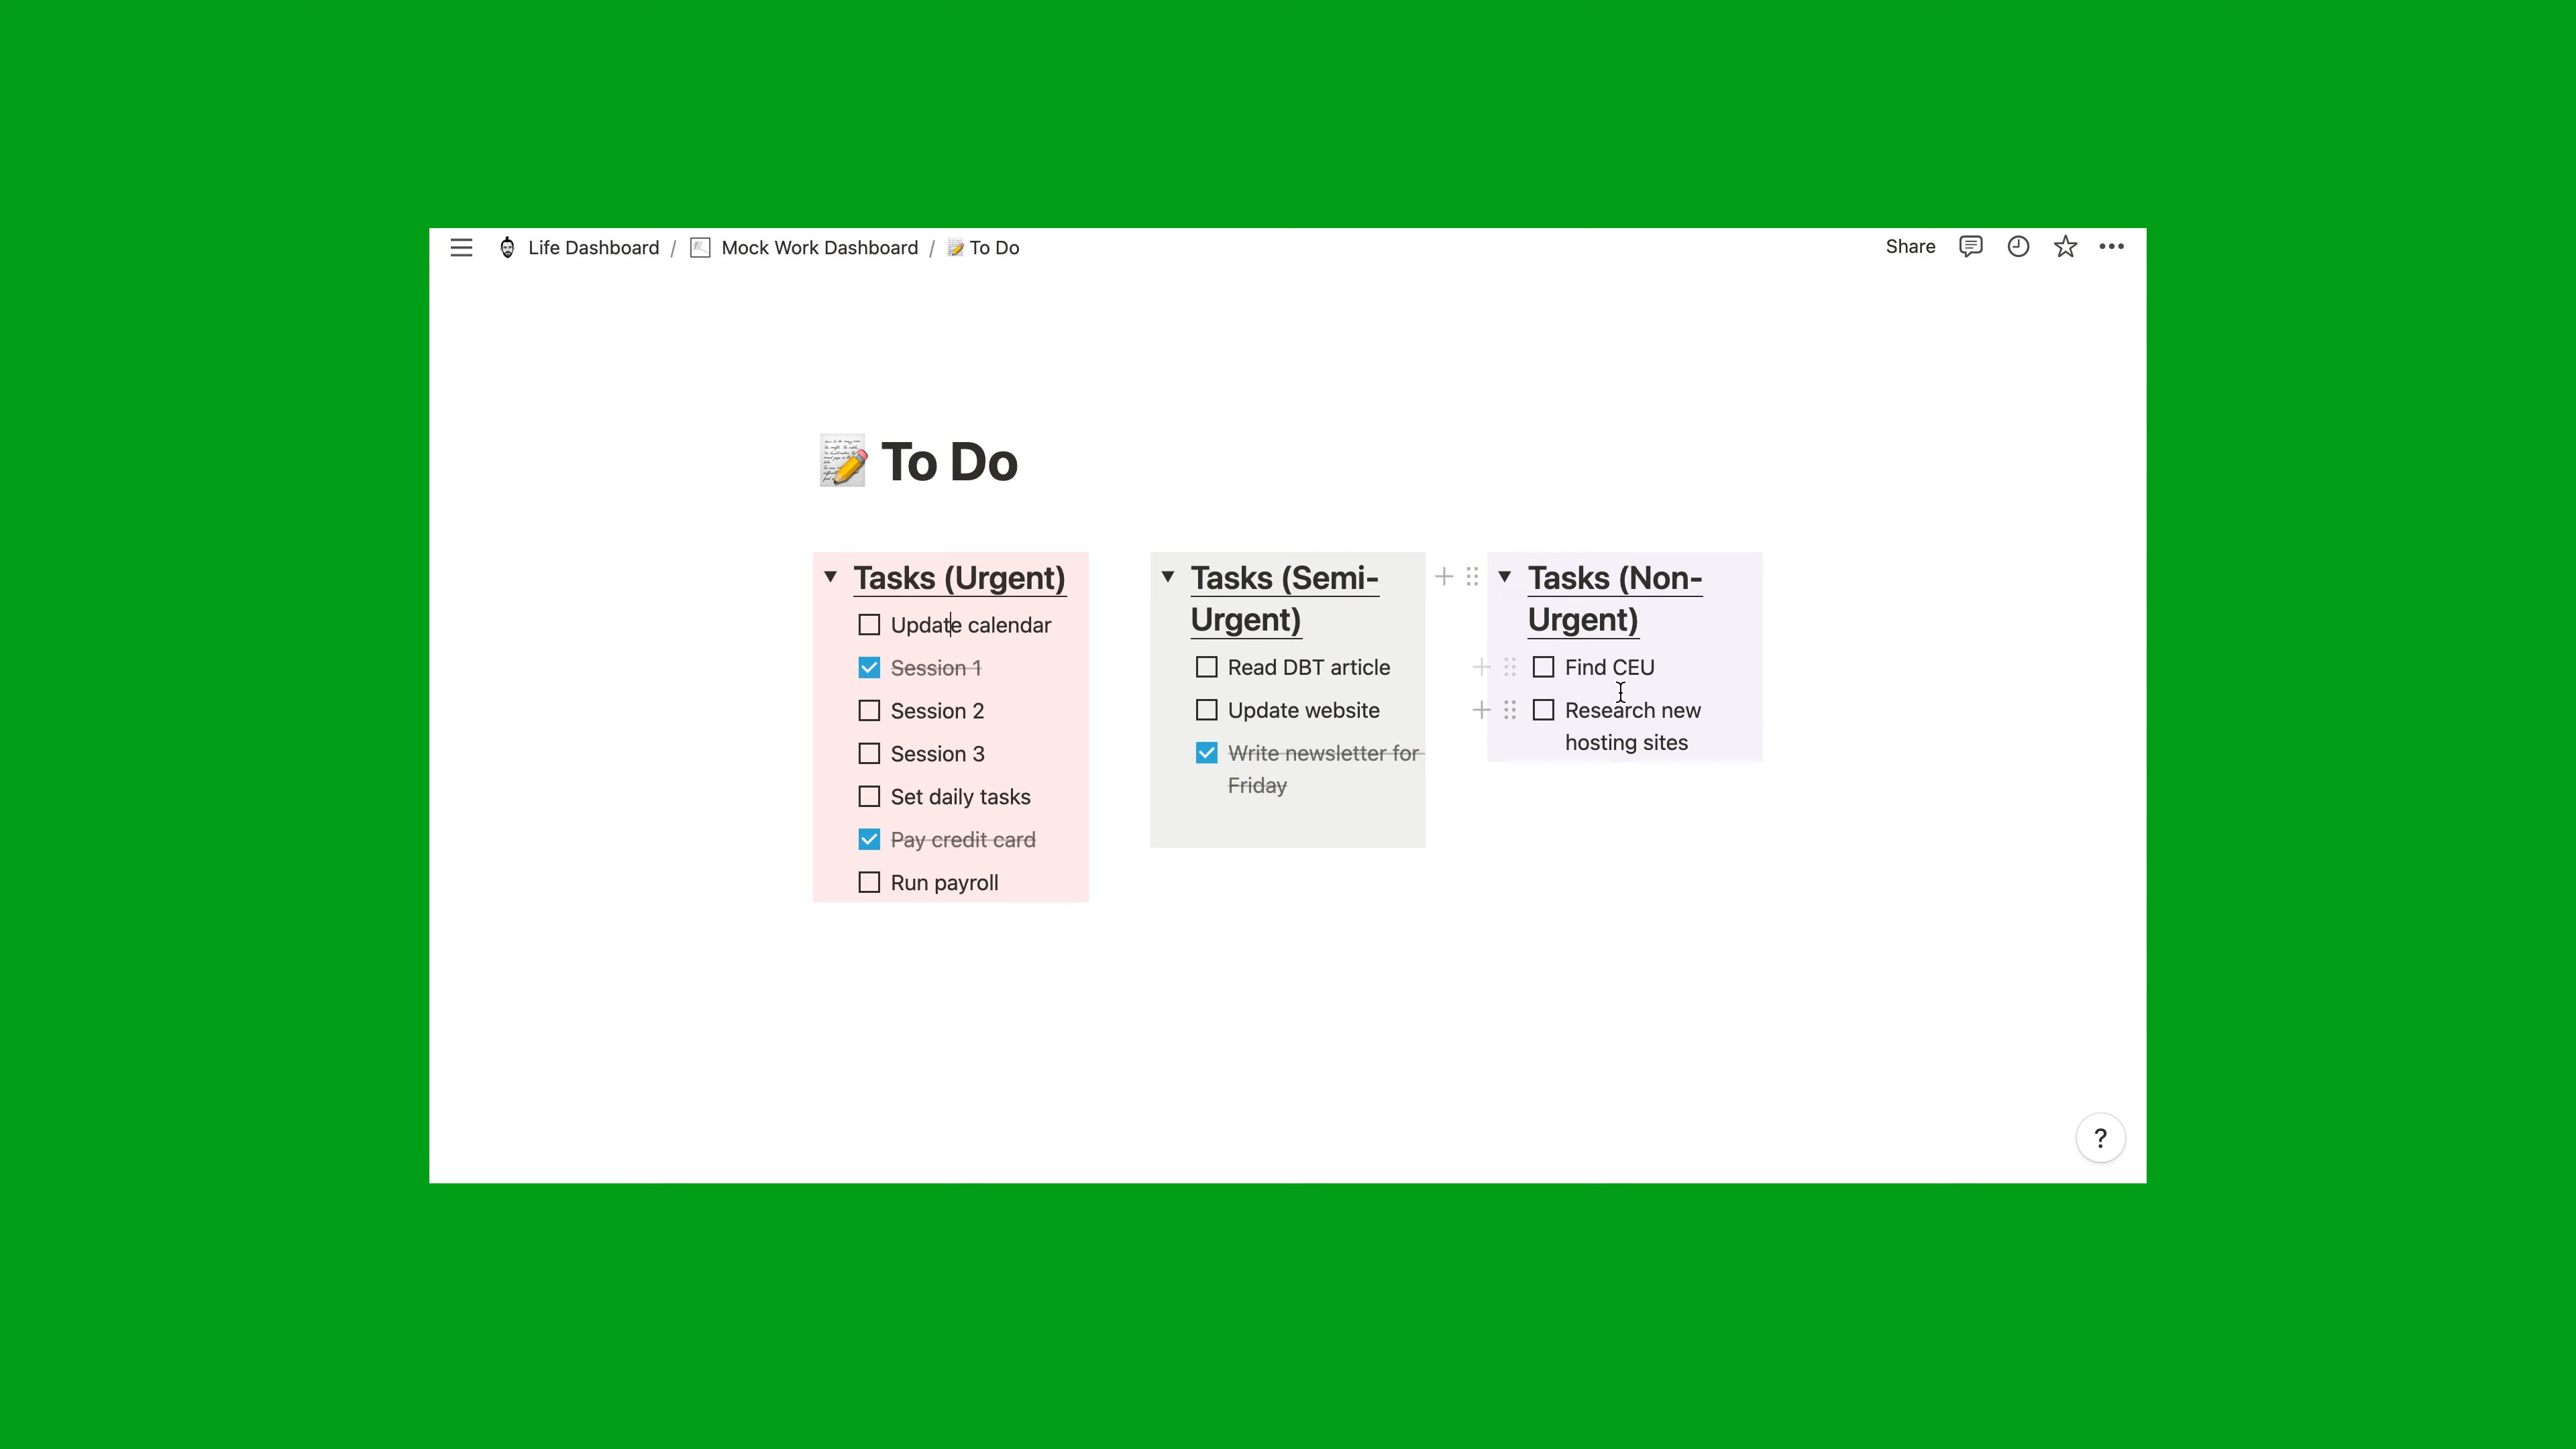 Life Dashboard / Mock Work Dashboard / To Do
Share
To Do
Tasks (Urgent)
Update calendar
Session 1
Session 2
Session 3
Set daily tasks
Pay credit card
Run payroll
Tasks (Semi-
Urgent)
Read DBT article
Update website
Write newsletter for
Friday
Tasks (Non-
Urgent)
Find CEU
Research new
hosting sites
?